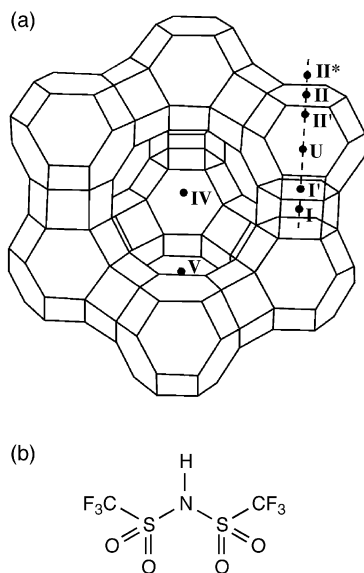 (a)
II*
II
II'
U
I'
I
IV
V
(b)
H
F₃C N CF₃
S S
O O O O